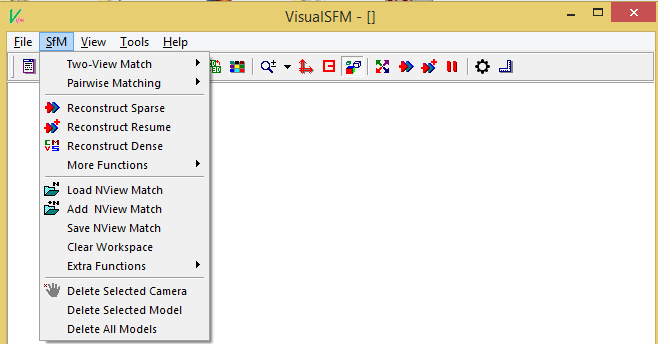 VisualSFM - []
File SfM View Tools Help
Two-View Match
Pairwise Matching
Reconstruct Sparse
Reconstruct Resume
Reconstruct Dense
More Functions
Load NView Match
Add  NView Match
Save NView Match
Clear Workspace
Extra Functions
Delete Selected Camera
Delete Selected Model
Delete All Models